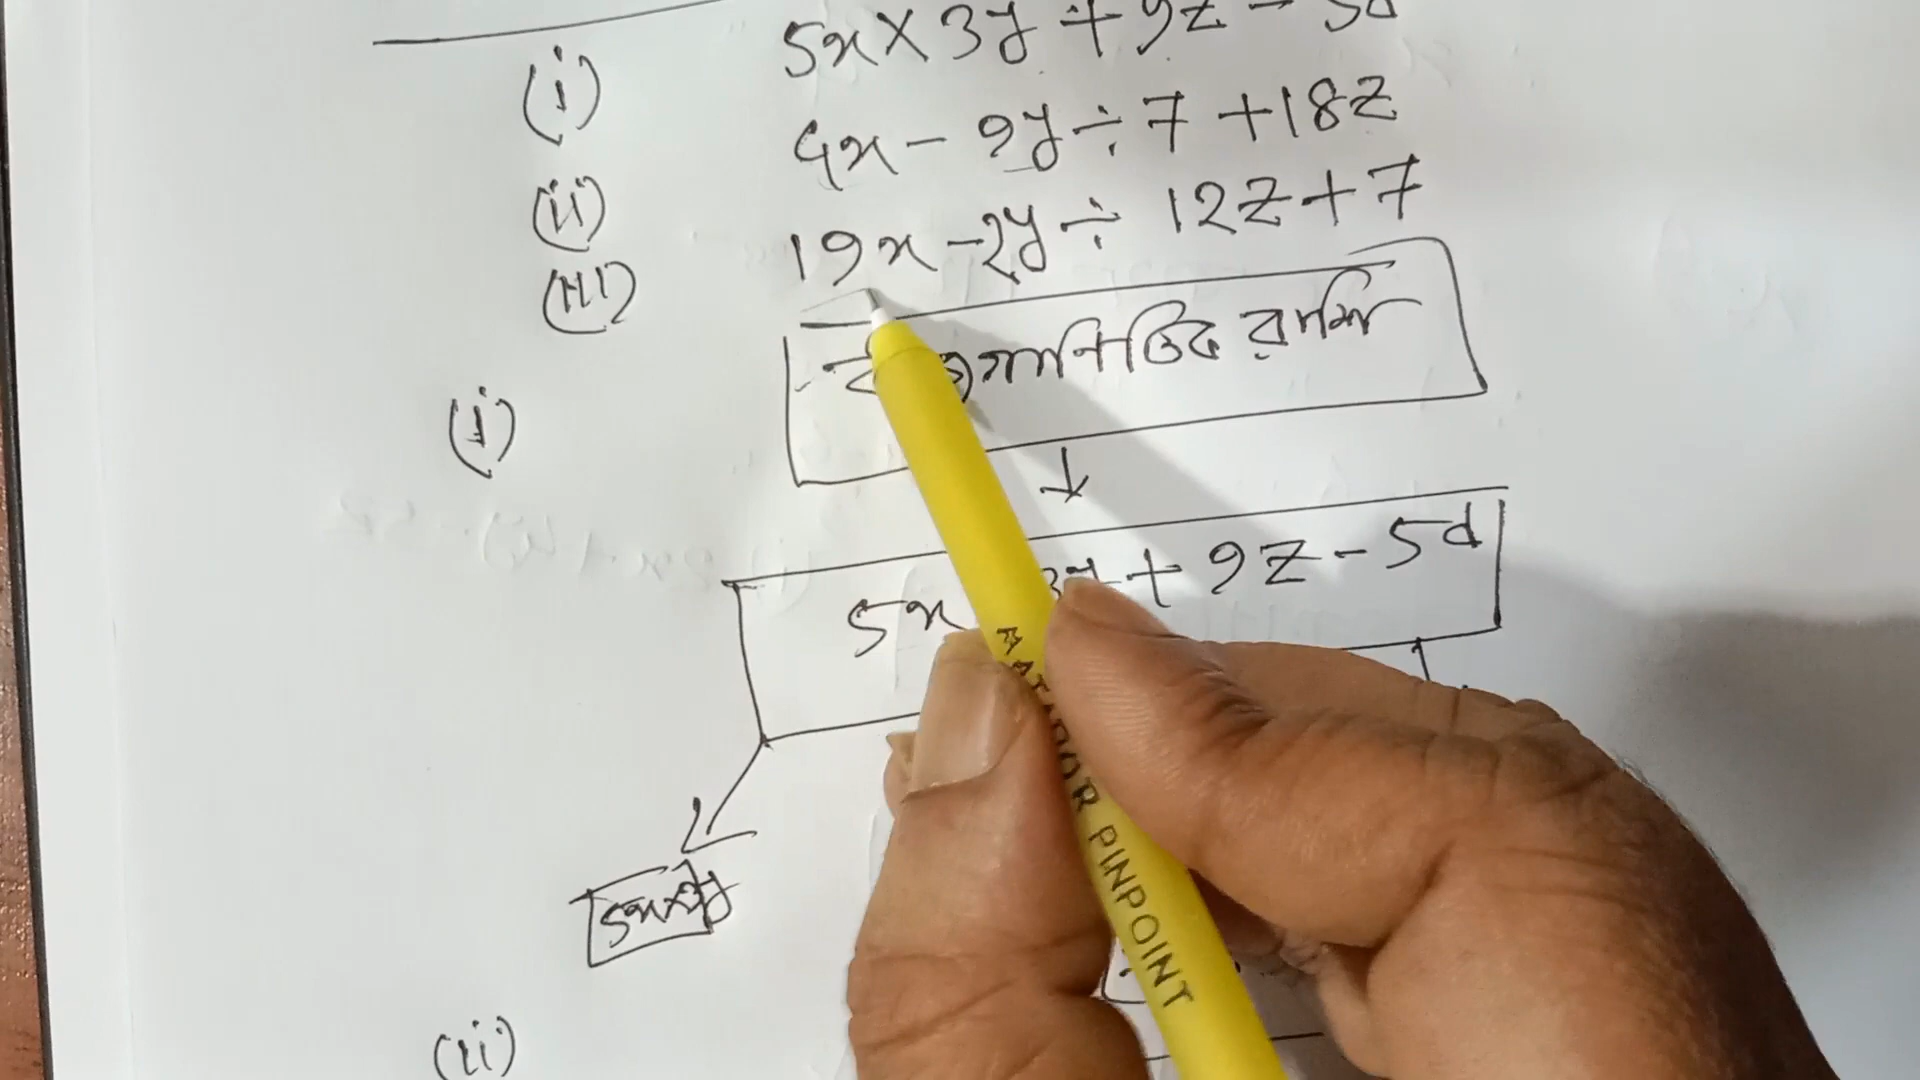 (i) 5x × 3y + 9z - 5d
(ii) 4x - 9y ÷ 7 + 18z
(iii) 19x - 2y ÷ 12z + 7
গাণিতিক রাশি
(i)
5x 3y + 9z - 5d
5x×3y
MATADOR PINPOINT
(ii)